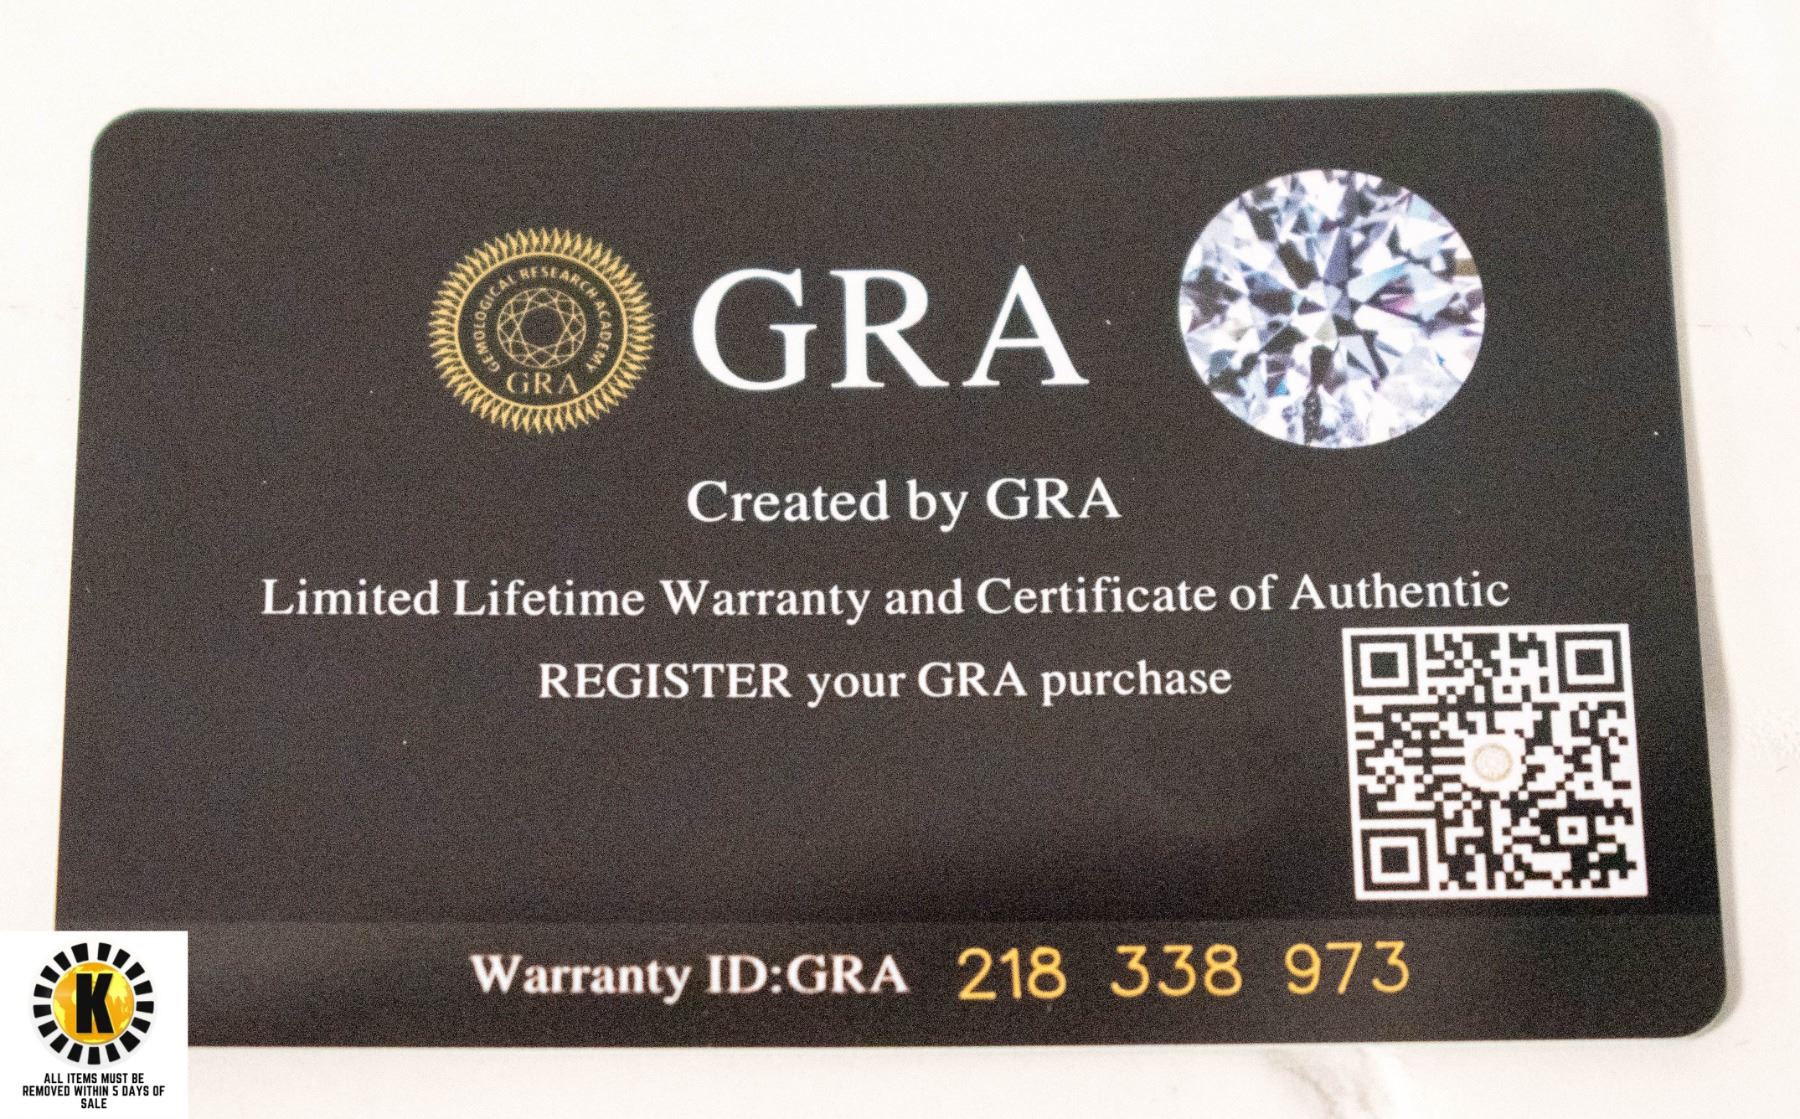 GEMOLOGICAL RESEARCH ACADEMY
GRA
GRA
Created by GRA
Limited Lifetime Warranty and Certificate of Authentic
REGISTER your GRA purchase
Warranty ID:GRA 218 338 973
K
ALL ITEMS MUST BE
REMOVED WITHIN 5 DAYS OF
SALE